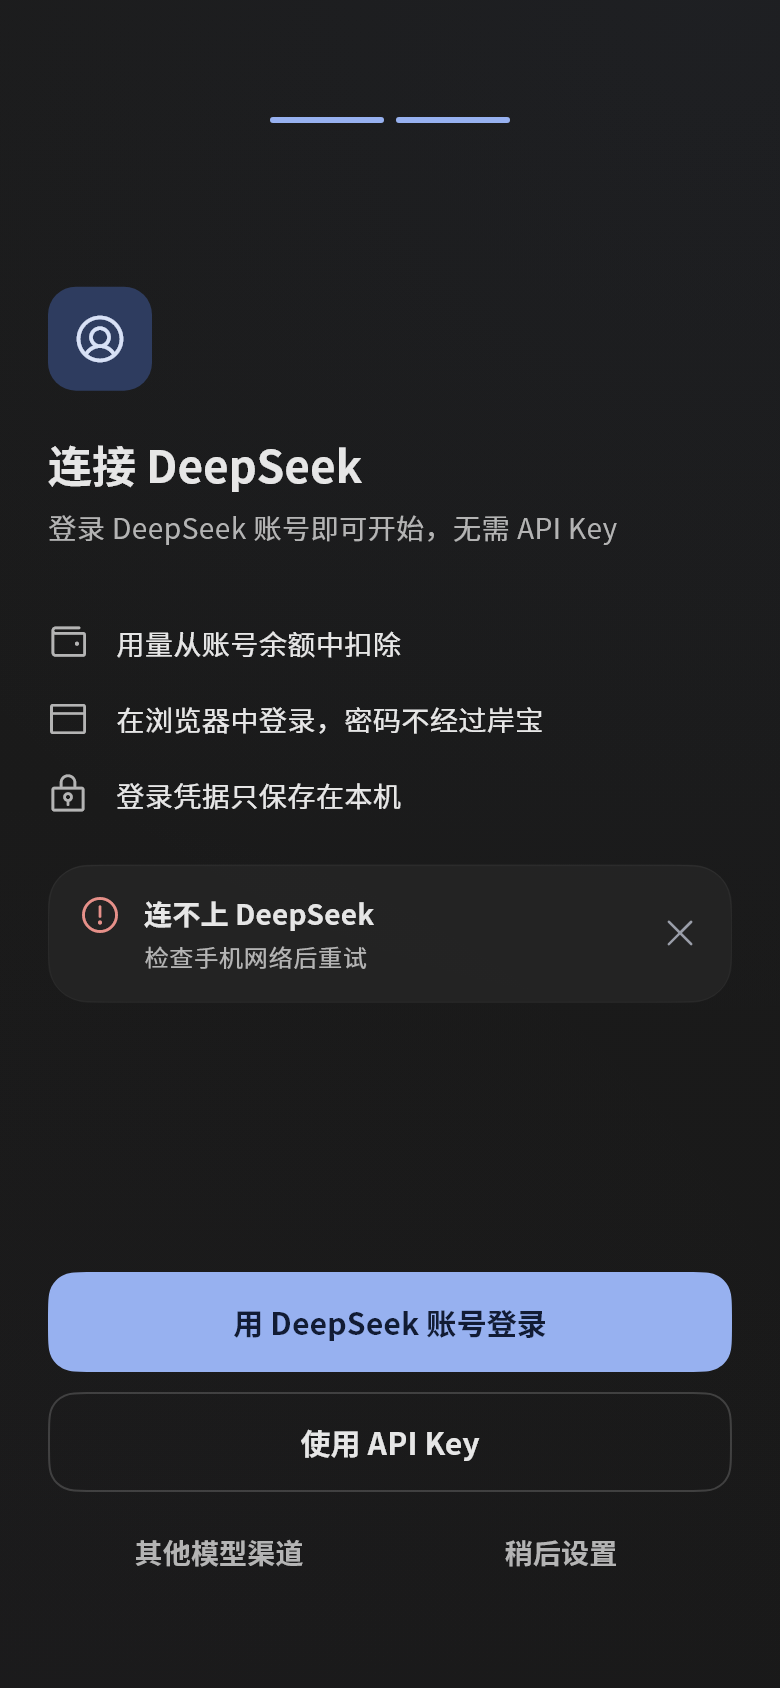 连接 DeepSeek
登录 DeepSeek 账号即可开始，无需 API Key
用量从账号余额中扣除
在浏览器中登录，密码不经过岸宝
登录凭据只保存在本机
连不上 DeepSeek
检查手机网络后重试
用 DeepSeek 账号登录
使用 API Key
其他模型渠道
稍后设置